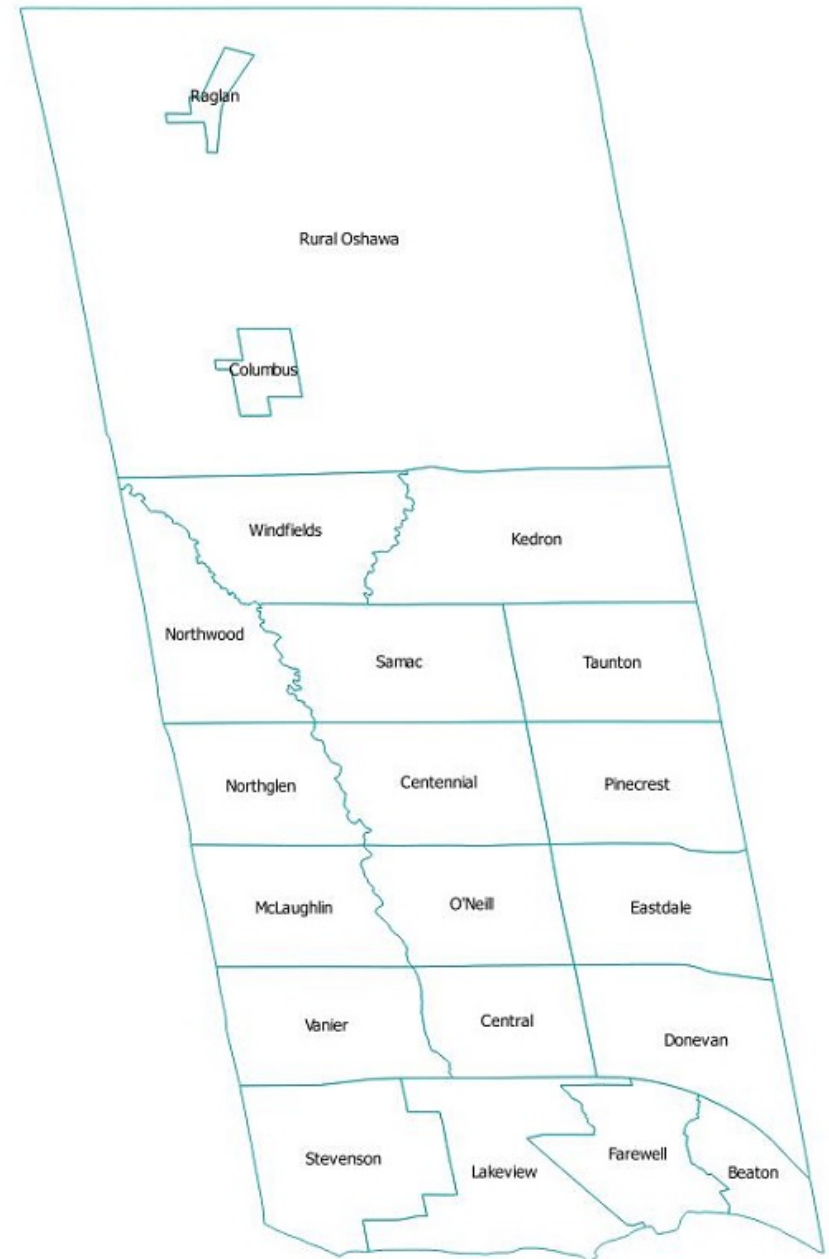 Raglan
Rural Oshawa
Columbus
Windfields
Kedron
Northwood
Samac
Taunton
Northglen
Centennial
Pinecrest
McLaughlin
O'Neill
Eastdale
Vanier
Central
Donevan
Stevenson
Lakeview
Farewell
Beaton